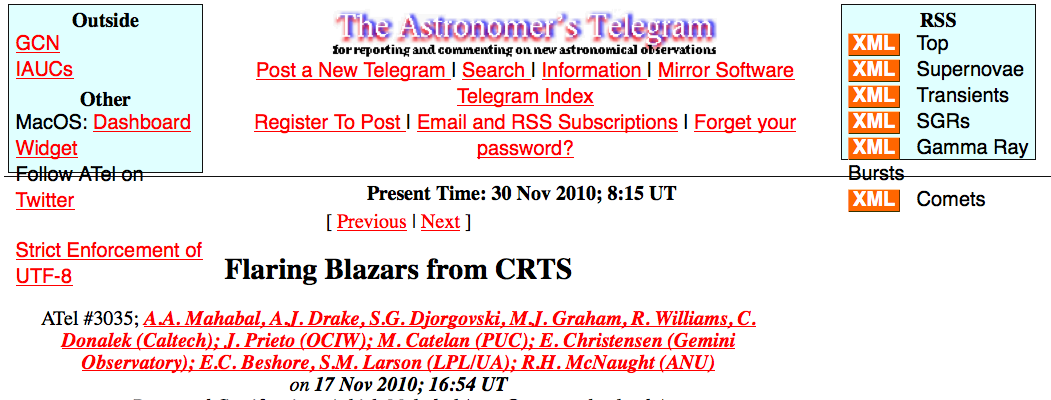 Outside
GCN
IAUCs
Other
MacOS: Dashboard
Widget
Follow ATel on
Twitter
Strict Enforcement of
UTF-8
The Astronomer's Telegram
for reporting and commenting on new astronomical observations
Post a New Telegram | Search | Information | Mirror Software
Telegram Index
Register To Post | Email and RSS Subscriptions | Forget your
password?
RSS
XML Top
XML Supernovae
XML Transients
XML SGRs
XML Gamma Ray
Bursts
XML Comets
Present Time: 30 Nov 2010; 8:15 UT
[ Previous | Next ]
Flaring Blazars from CRTS
ATel #3035; A.A. Mahabal, A.J. Drake, S.G. Djorgovski, M.J. Graham, R. Williams, C.
Donalek (Caltech); J. Prieto (OCIW); M. Catelan (PUC); E. Christensen (Gemini
Observatory); E.C. Beshore, S.M. Larson (LPL/UA); R.H. McNaught (ANU)
on 17 Nov 2010; 16:54 UT